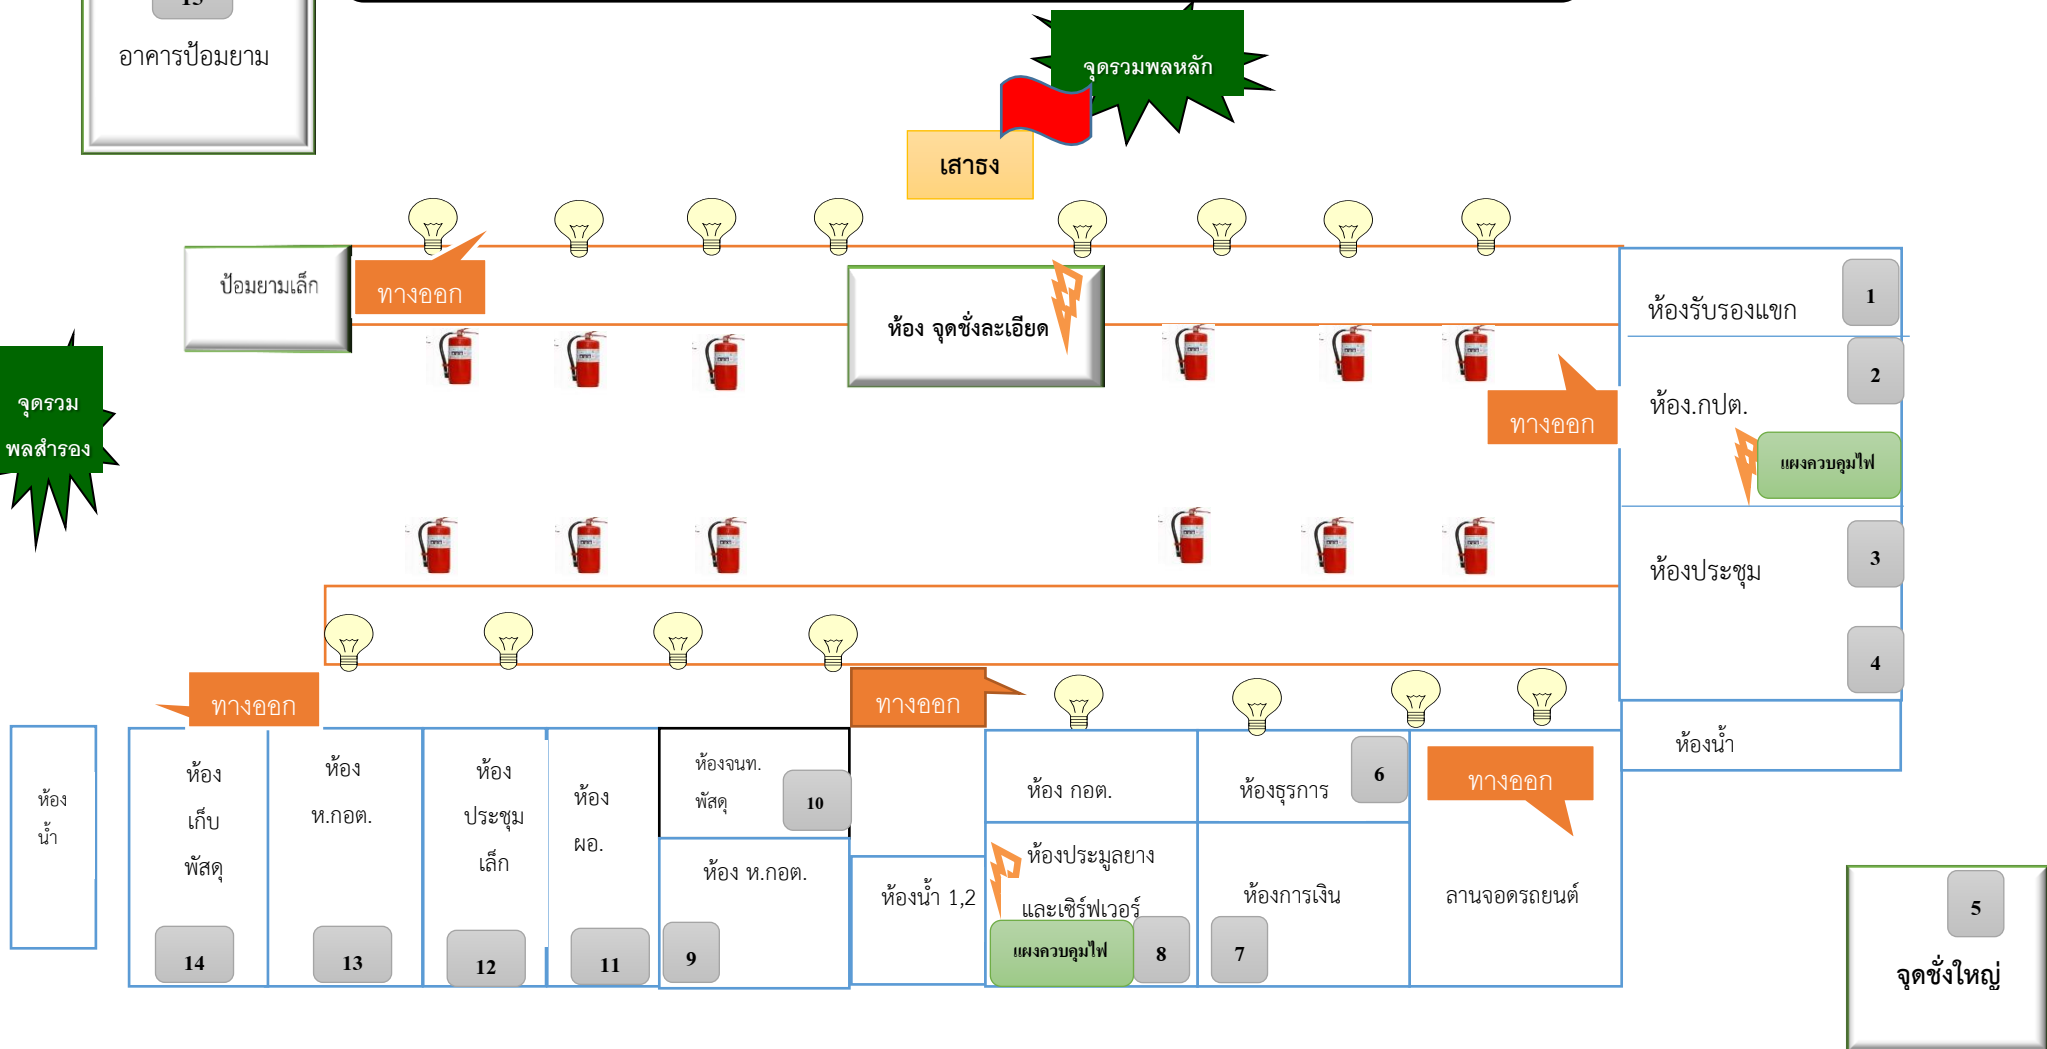 15
อาคารป้อมยาม
จุดรวมพลหลัก
เสาธง
ป้อมยามเล็ก
ทางออก
ห้อง จุดชั่งละเอียด
ห้องรับรองแขก
1
2
ห้อง.กปต.
แผงควบคุมไฟ
ทางออก
จุดรวม
พลสำรอง
ห้องประชุม
3
4
ทางออก
ทางออก
ห้องน้ำ
ห้อง
น้ำ
ห้อง
เก็บ
พัสดุ
14
ห้อง
ห.กอต.
13
ห้อง
ประชุม
เล็ก
12
ห้อง
ผอ.
11
ห้องจนท.
พัสดุ
10
ห้อง ห.กอต.
9
ห้องน้ำ 1,2
ห้อง กอต.
ห้องประมูลยาง
และเซิร์ฟเวอร์
แผงควบคุมไฟ
8
ห้องธุรการ
6
ห้องการเงิน
7
ทางออก
ลานจอดรถยนต์
5
จุดชั่งใหญ่